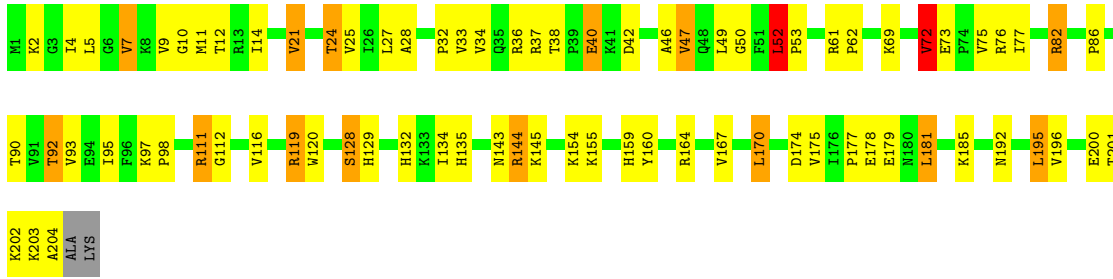 M1 K2 G3 I4 L5 G6 V7 K8 V9 G10 M11 T12 R13 I14 V21 T24 V25 I26 L27 A28 P32 V33 V34 Q35 R36 R37 T38 P39 E40 K41 D42 A46 V47 Q48 L49 G50 F51 L52 P53 R61 P62 K69 V72 E73 P74 V75 R76 I77 R82 P86
T90 V91 T92 V93 E94 I95 F96 K97 P98 R111 G112 V116 R119 W120 S128 H129 H132 K133 I134 H135 N143 R144 K145 K154 K155 H159 Y160 R164 V167 L170 D174 V175 I176 P177 E178 E179 N180 L181 K185 N192 L195 V196 E200 T201
K202 K203 A204 ALA LYS